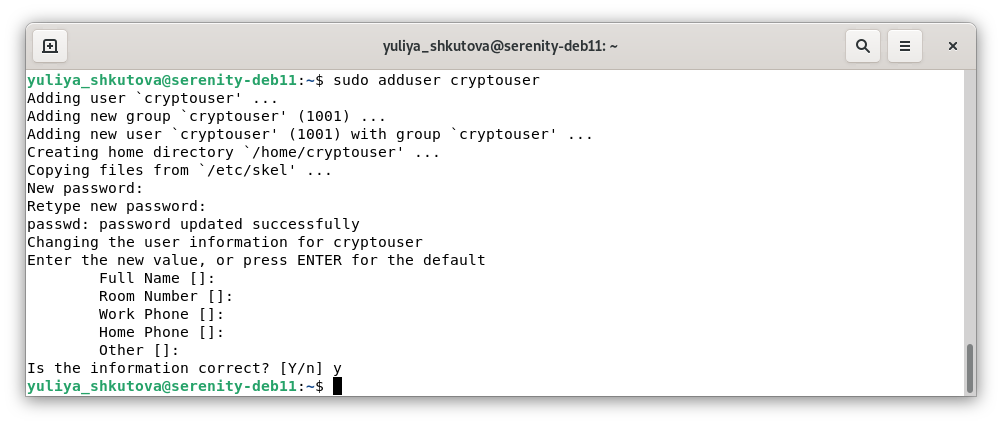 yuliya_shkutova@serenity-deb11: ~
yuliya_shkutova@serenity-deb11:~$ sudo adduser cryptouser
Adding user `cryptouser' ...
Adding new group `cryptouser' (1001) ...
Adding new user `cryptouser' (1001) with group `cryptouser' ...
Creating home directory `/home/cryptouser' ...
Copying files from `/etc/skel' ...
New password:
Retype new password:
passwd: password updated successfully
Changing the user information for cryptouser
Enter the new value, or press ENTER for the default
        Full Name []:
        Room Number []:
        Work Phone []:
        Home Phone []:
        Other []:
Is the information correct? [Y/n] y
yuliya_shkutova@serenity-deb11:~$